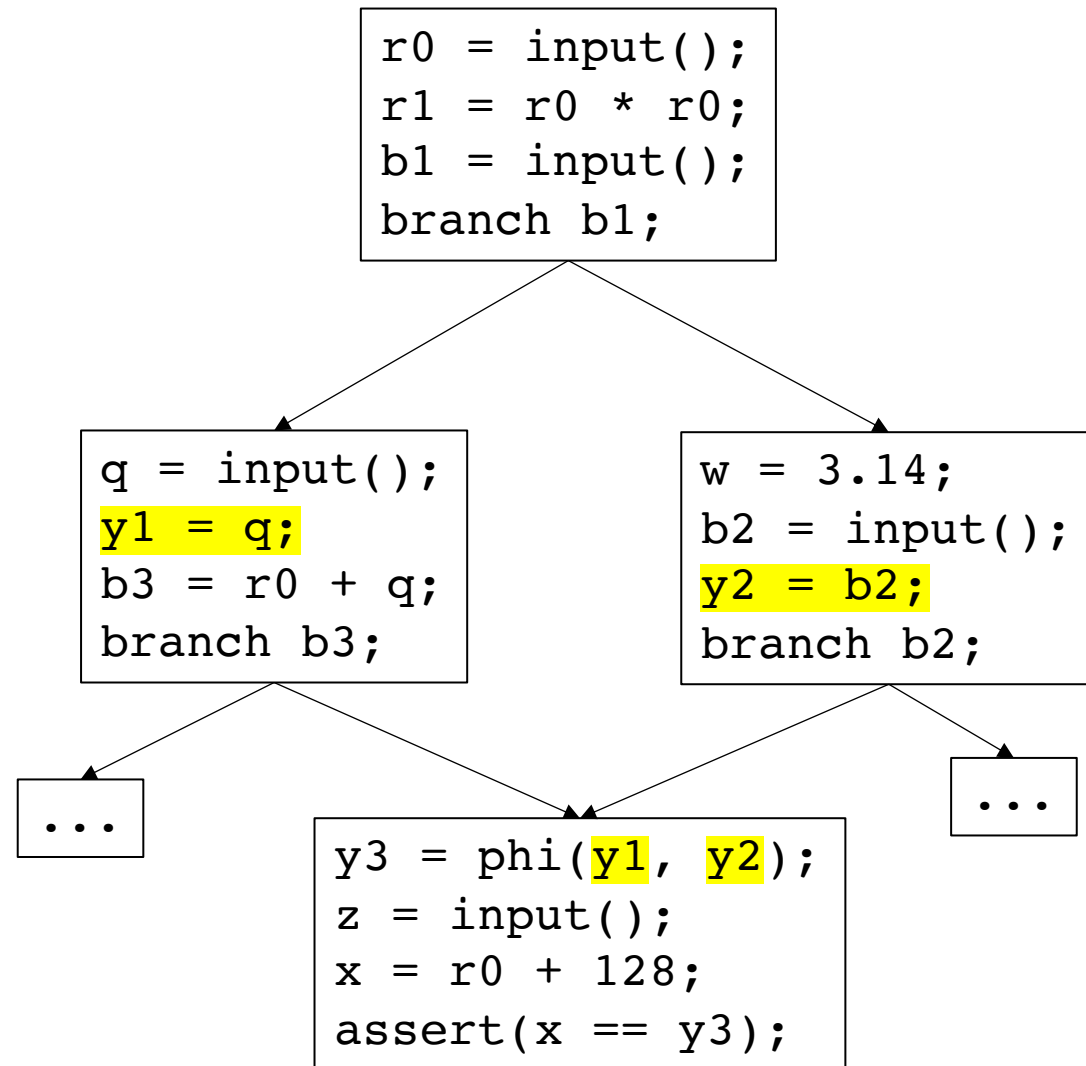 r0 = input();
r1 = r0 * r0;
b1 = input();
branch b1;
q = input();
y1 = q;
b3 = r0 + q;
branch b3;
w = 3.14;
b2 = input();
y2 = b2;
branch b2;
...
...
y3 = phi(y1, y2);
z = input();
x = r0 + 128;
assert(x == y3);